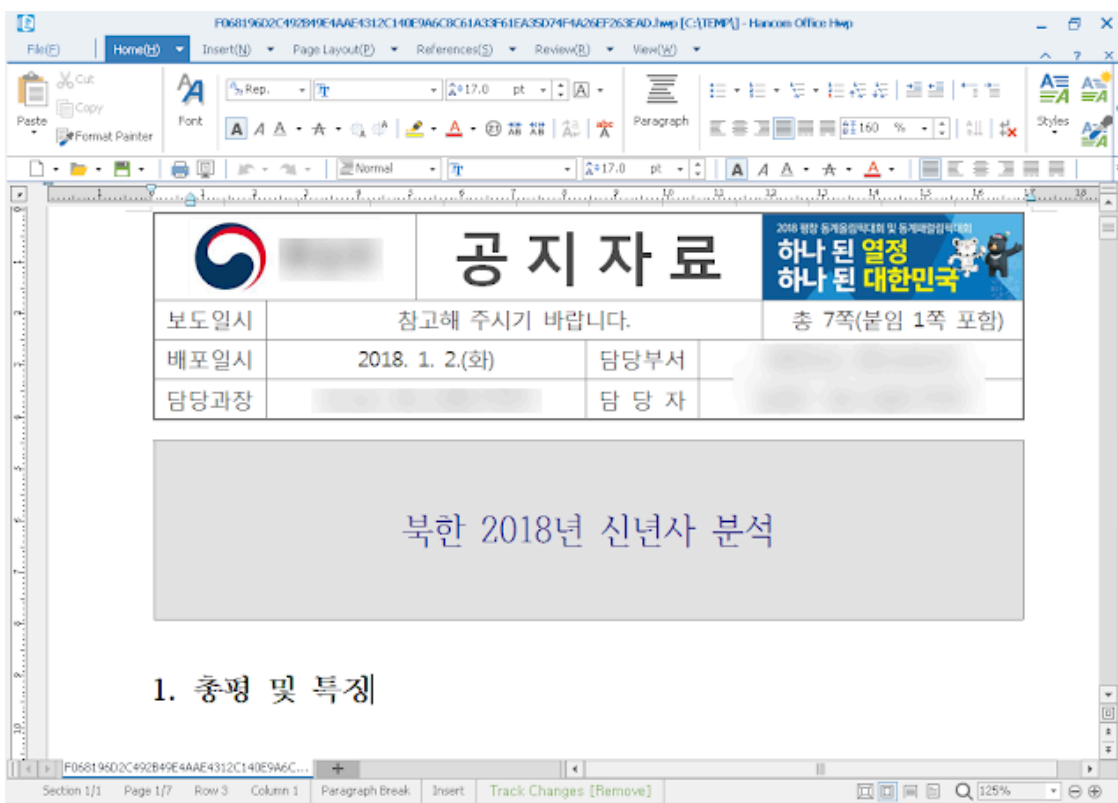 F068196D2C492B49E4AAE4312C140E9A6C8C61A33F61EA35D74F4A26EF263EAD.hwp [C:\TEMP\] - Hancom Office Hwp
File(F) Home(H) Insert(N) Page Layout(P) References(S) Review(R) View(W)
Cut
Copy
Paste
Format Painter
Font
Rep.
17.0 pt
Paragraph
160 %
Styles
Normal
17.0 pt
공지자료
2018 평창 동계올림픽대회 및 동계패럴림픽대회
하나 된 열정
하나 된 대한민국
보도일시 참고해 주시기 바랍니다. 총 7쪽(붙임 1쪽 포함)
배포일시 2018. 1. 2.(화) 담당부서
담당과장 담 당 자
북한 2018년 신년사 분석
1. 총평 및 특징
F068196D2C492B49E4AAE4312C140E9A6C...
Section 1/1 Page 1/7 Row 3 Column 1 Paragraph Break Insert Track Changes [Remove] 125%